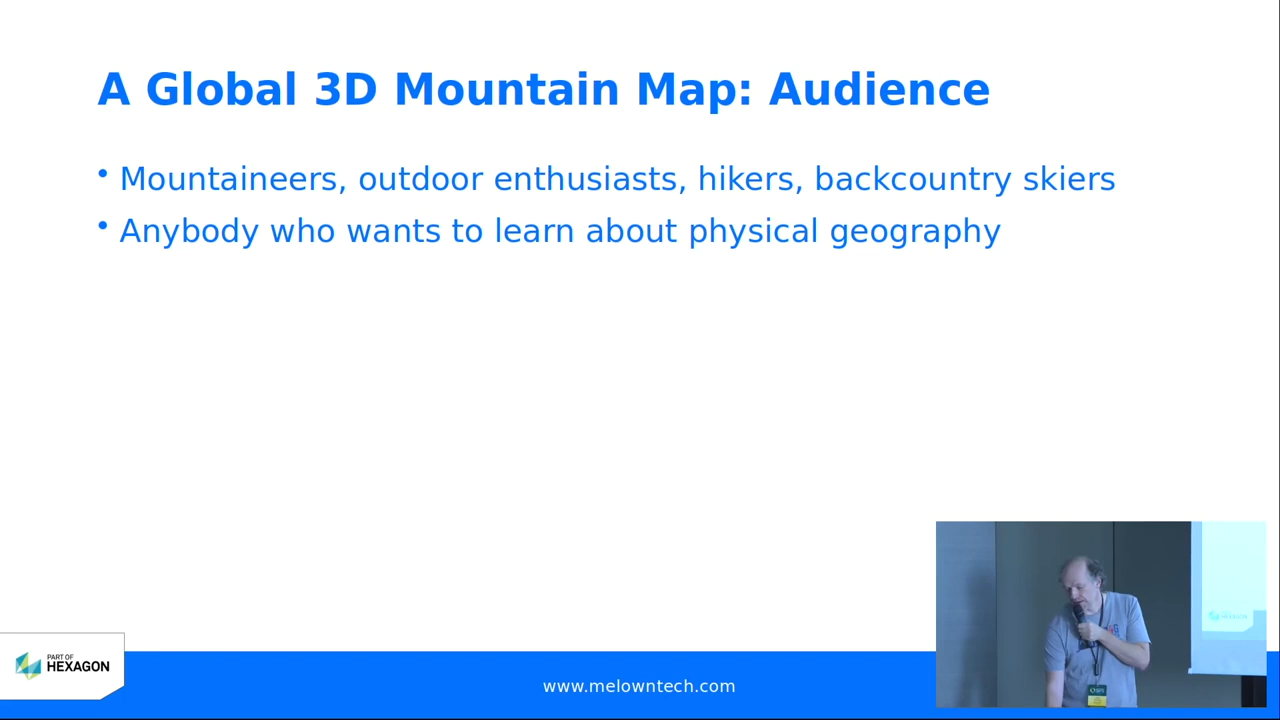 A Global 3D Mountain Map: Audience
• Mountaineers, outdoor enthusiasts, hikers, backcountry skiers
• Anybody who wants to learn about physical geography
PART OF
HEXAGON
www.melowntech.com
HEXAGON